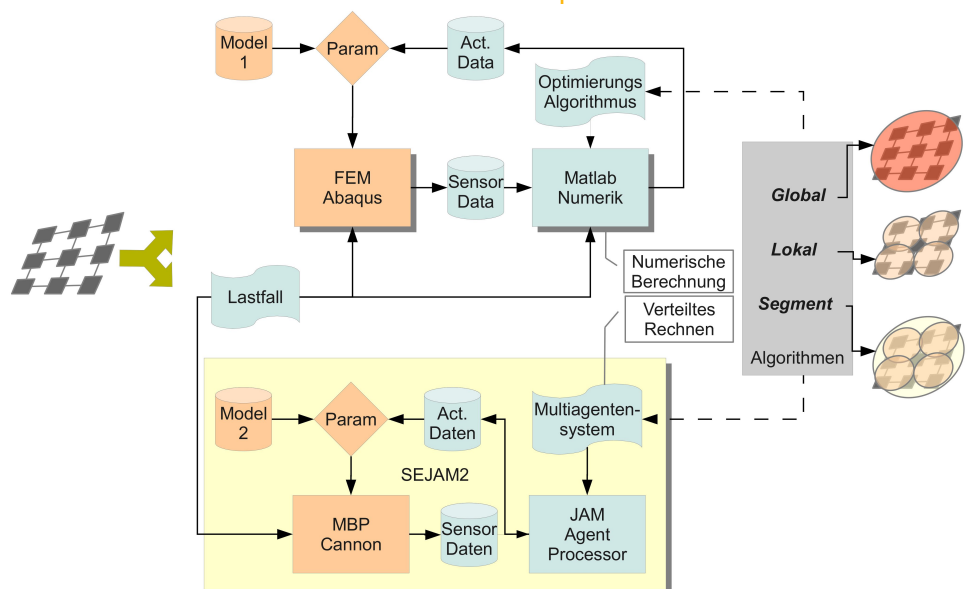 Model
1
Param
Act.
Data
Optimierungs
Algorithmus
FEM
Abaqus
Sensor
Data
Matlab
Numerik
Global
Lokal
Segment
Algorithmen
Numerische
Berechnung
Verteiltes
Rechnen
Lastfall
Model
2
Param
Act.
Daten
Multiagenten-
system
SEJAM2
MBP
Cannon
Sensor
Daten
JAM
Agent
Processor